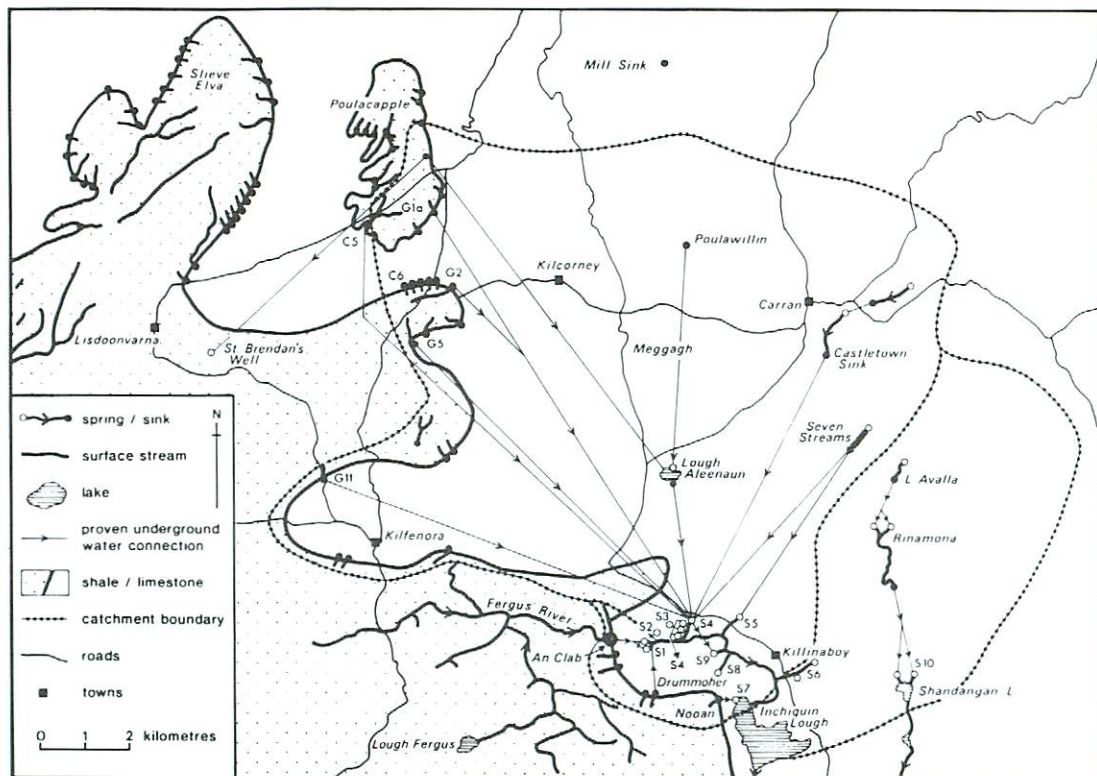 Slieve
Elva
Poulacapple
Mill Sink
G1a
C5
Poulawillin
C6
G2
Kilcorney
Carran
G5
Lisdoonvarna
St. Brendan's
Well
Meggagh
Castletown
Sink
Seven
Streams
Lough
Aleenaun
L Avalla
G11
Rinamona
Kilfenora
Fergus River
S3
S4
S5
S2
S1
S4
S9
S8
Killinaboy
S6
S10
An Clab
Drummoher
Shandangan L
Nooan
S7
Inchiquin
Lough
Lough Fergus
spring / sink
N
surface stream
lake
proven underground
water connection
shale / limestone
catchment boundary
roads
towns
0 1 2 kilometres